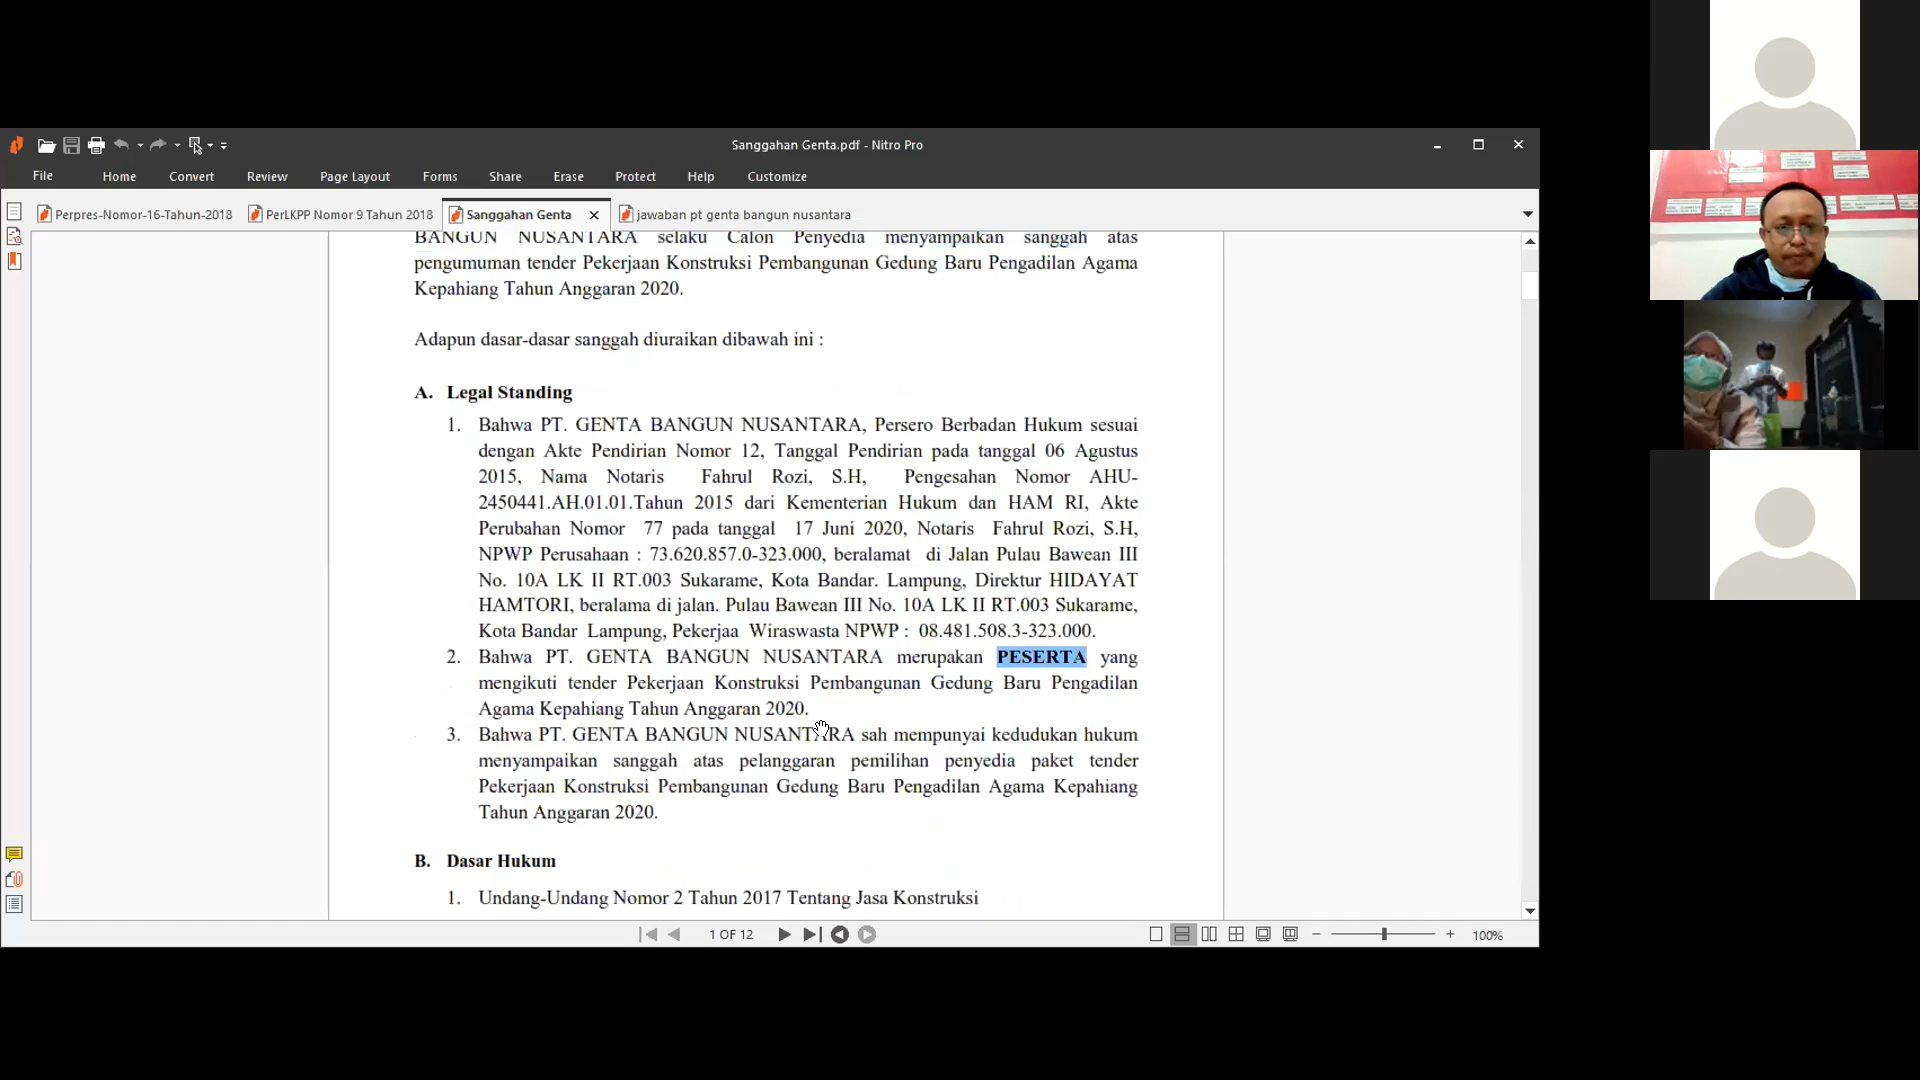 Sanggahan Genta.pdf - Nitro Pro
File Home Convert Review Page Layout Forms Share Erase Protect Help Customize
Perpres-Nomor-16-Tahun-2018 PerLKPP Nomor 9 Tahun 2018 Sanggahan Genta jawaban pt genta bangun nusantara
BANGUN NUSANTARA selaku Calon Penyedia menyampaikan sanggah atas
pengumuman tender Pekerjaan Konstruksi Pembangunan Gedung Baru Pengadilan Agama
Kepahiang Tahun Anggaran 2020.
Adapun dasar-dasar sanggah diuraikan dibawah ini :
A. Legal Standing
1. Bahwa PT. GENTA BANGUN NUSANTARA, Persero Berbadan Hukum sesuai
dengan Akte Pendirian Nomor 12, Tanggal Pendirian pada tanggal 06 Agustus
2015, Nama Notaris Fahrul Rozi, S.H, Pengesahan Nomor AHU-
2450441.AH.01.01.Tahun 2015 dari Kementerian Hukum dan HAM RI, Akte
Perubahan Nomor 77 pada tanggal 17 Juni 2020, Notaris Fahrul Rozi, S.H,
NPWP Perusahaan : 73.620.857.0-323.000, beralamat di Jalan Pulau Bawean III
No. 10A LK II RT.003 Sukarame, Kota Bandar. Lampung, Direktur HIDAYAT
HAMTORI, beralama di jalan. Pulau Bawean III No. 10A LK II RT.003 Sukarame,
Kota Bandar Lampung, Pekerjaa Wiraswasta NPWP : 08.481.508.3-323.000.
2. Bahwa PT. GENTA BANGUN NUSANTARA merupakan PESERTA yang
mengikuti tender Pekerjaan Konstruksi Pembangunan Gedung Baru Pengadilan
Agama Kepahiang Tahun Anggaran 2020.
3. Bahwa PT. GENTA BANGUN NUSANTARA sah mempunyai kedudukan hukum
menyampaikan sanggah atas pelanggaran pemilihan penyedia paket tender
Pekerjaan Konstruksi Pembangunan Gedung Baru Pengadilan Agama Kepahiang
Tahun Anggaran 2020.
B. Dasar Hukum
1. Undang-Undang Nomor 2 Tahun 2017 Tentang Jasa Konstruksi
1 OF 12
100%